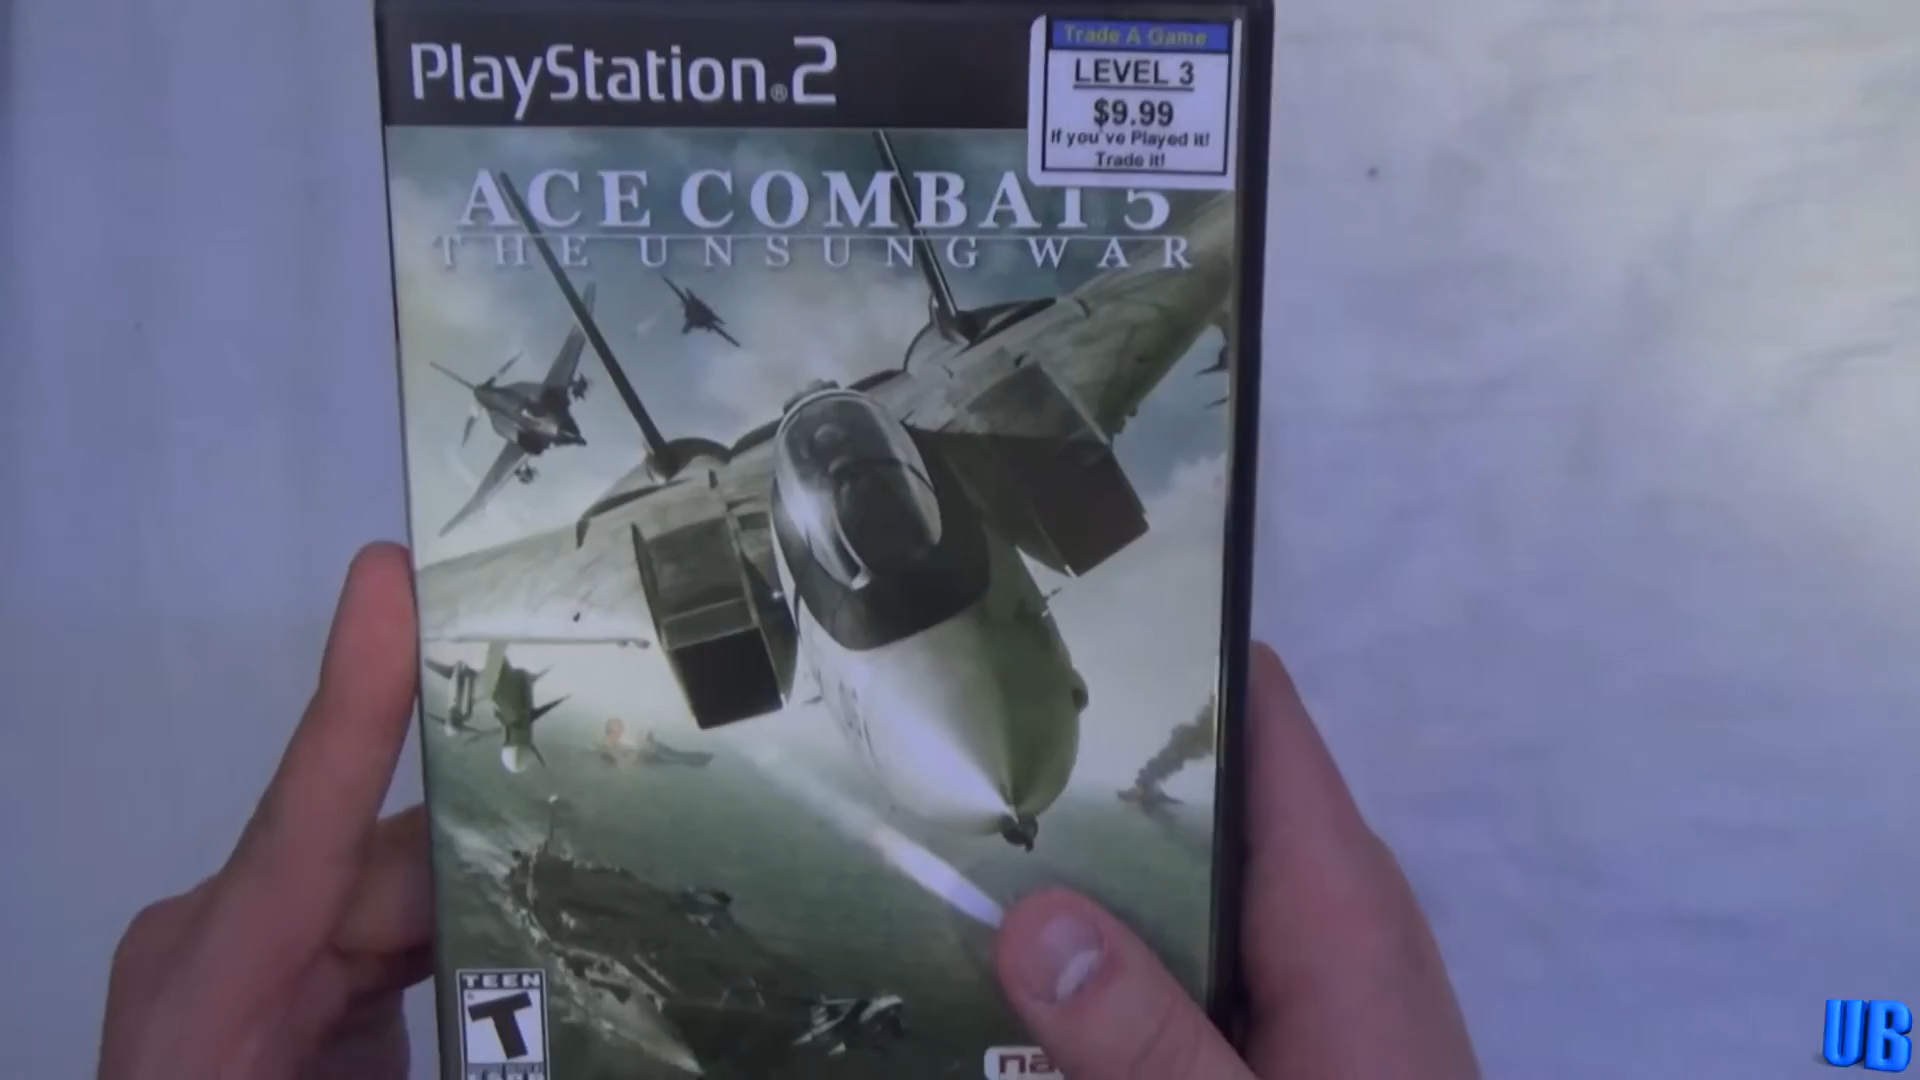 PlayStation®2
Trade A Game
LEVEL 3
$9.99
If you've Played it!
Trade it!
ACE COMBAT 5
THE UNSUNG WAR
TEEN
T
ESRB
UB